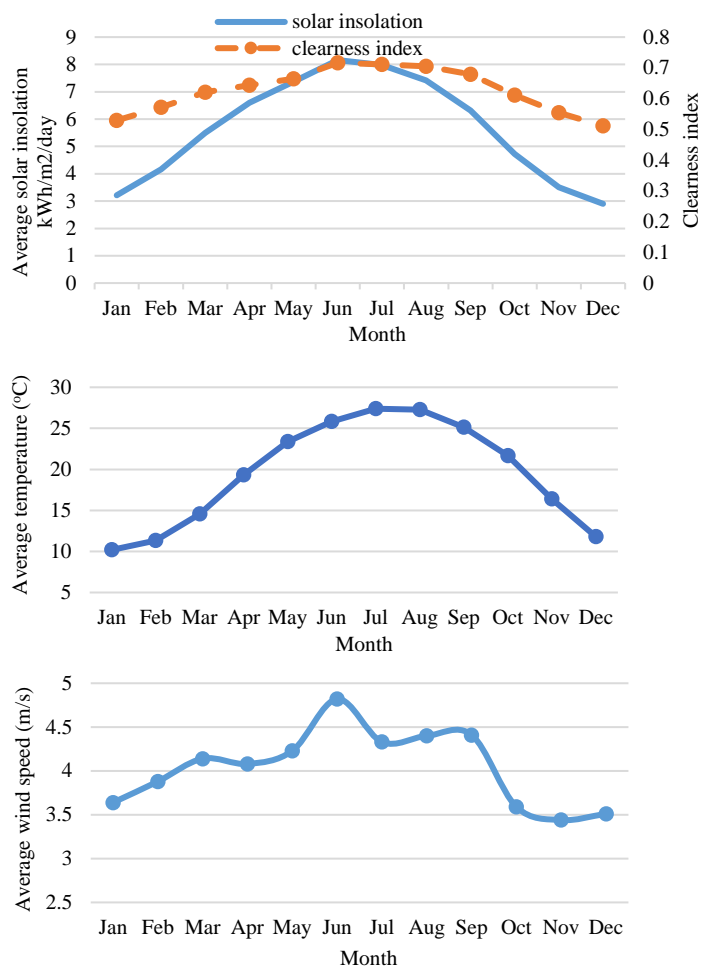 solar insolation
clearness index
9
8
7
6
5
4
3
2
1
0
0.8
0.7
0.6
0.5
0.4
0.3
0.2
0.1
0
Average solar insolation
kWh/m2/day
Clearness index
Jan Feb Mar Apr May Jun Jul Aug Sep Oct Nov Dec
Month
30
25
20
15
10
5
Average temperature (°C)
Jan Feb Mar Apr May Jun Jul Aug Sep Oct Nov Dec
Month
5
4.5
4
3.5
3
2.5
Average wind speed (m/s)
Jan Feb Mar Apr May Jun Jul Aug Sep Oct Nov Dec
Month